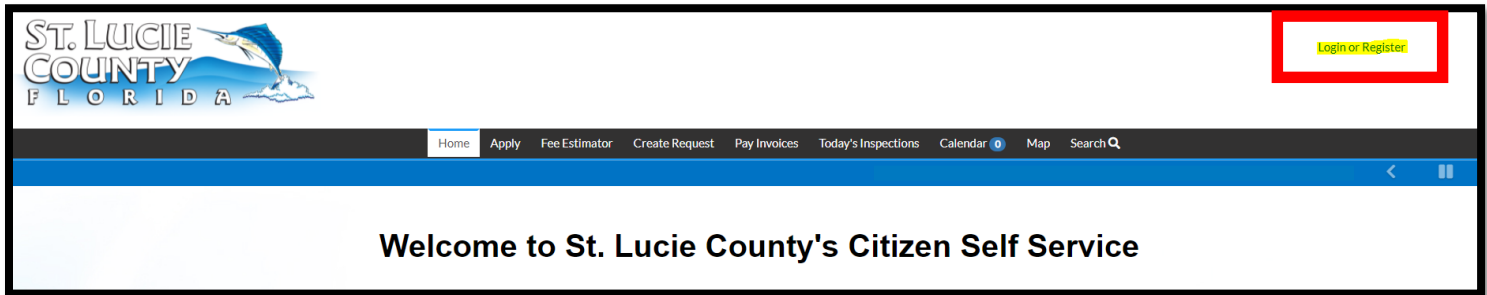 ST. LUCIE
COUNTY
FLORIDA
Login or Register
Home Apply Fee Estimator Create Request Pay Invoices Today's Inspections Calendar 0 Map Search
Welcome to St. Lucie County's Citizen Self Service